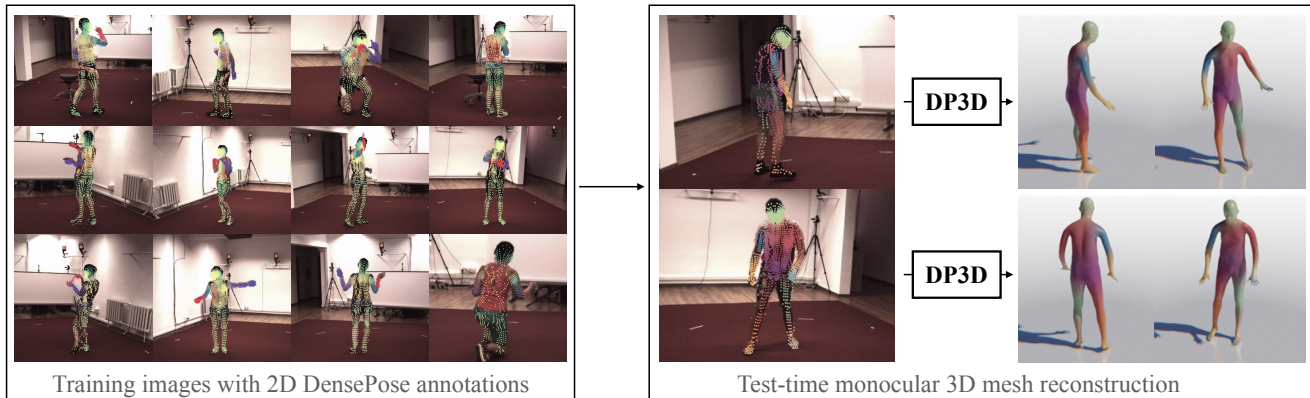 DP3D
DP3D
Training images with 2D DensePose annotations
Test-time monocular 3D mesh reconstruction